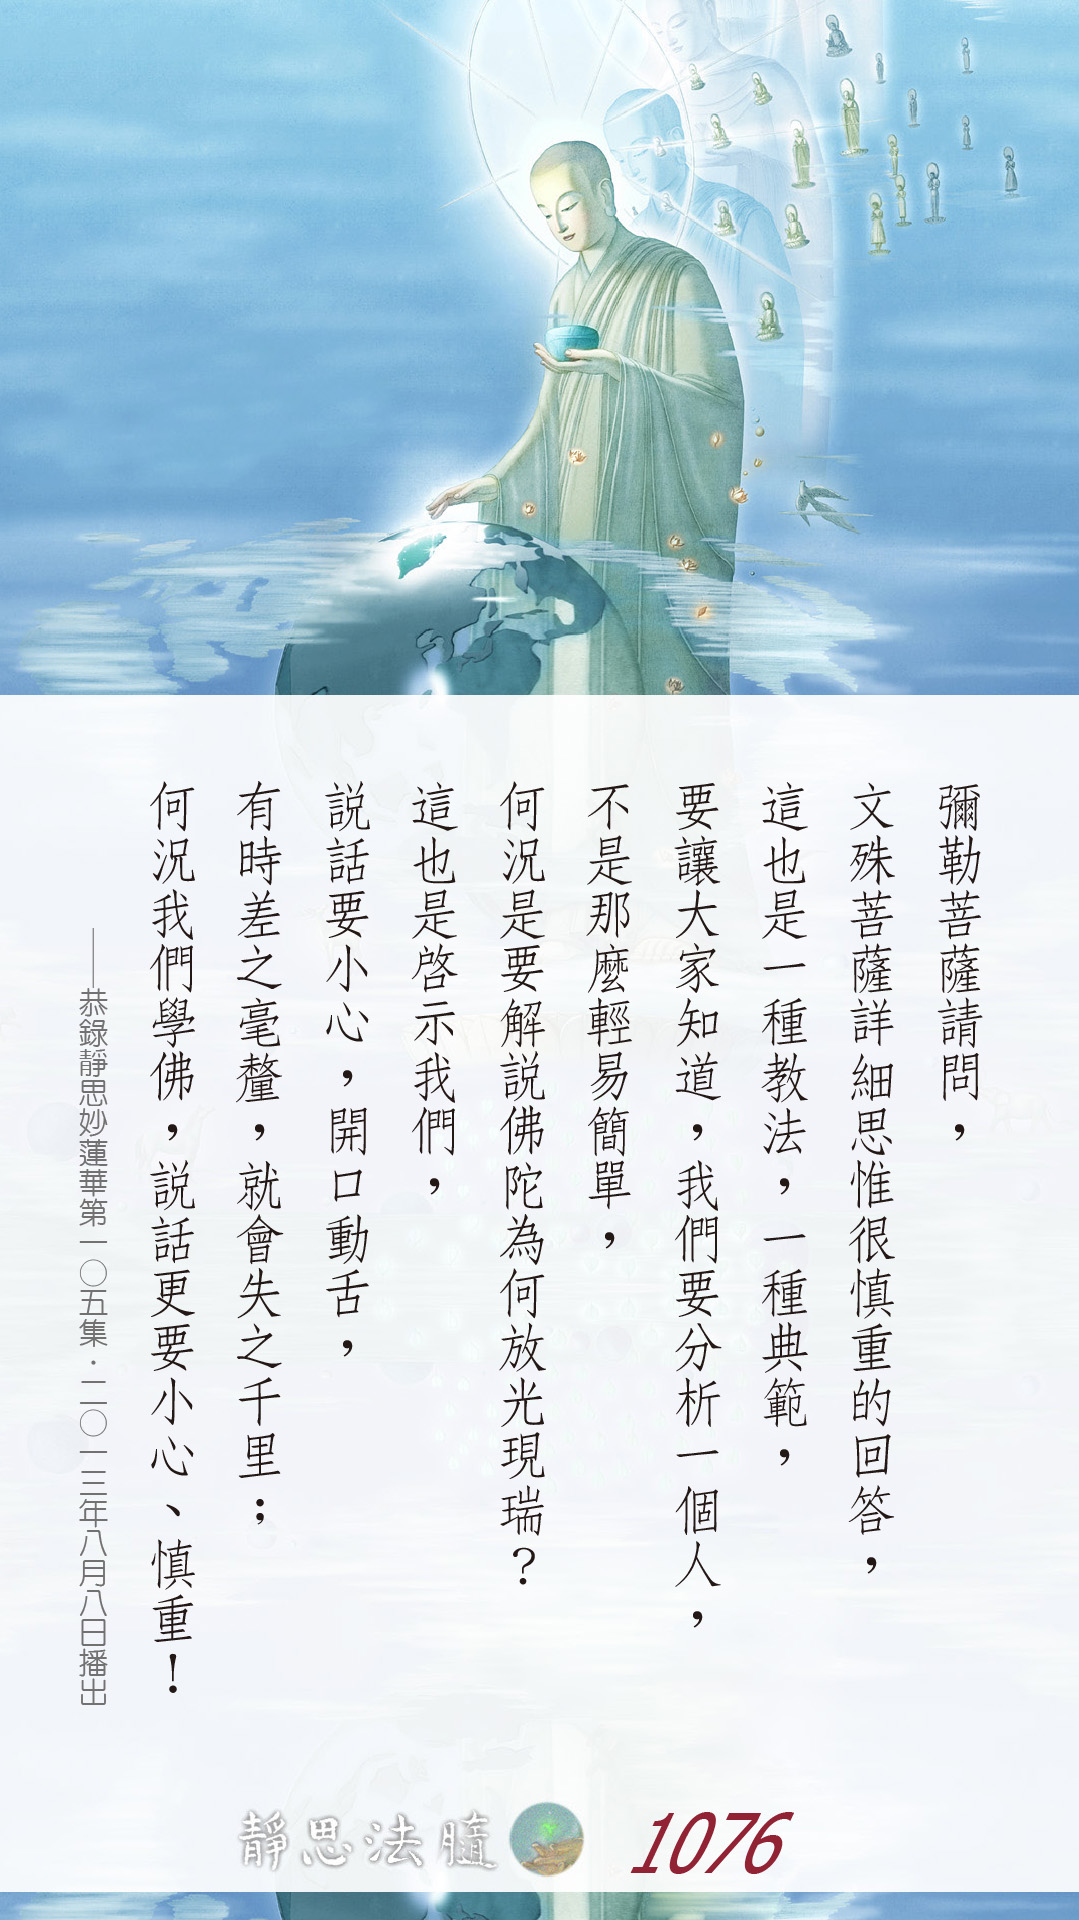 彌勒菩薩請問，
文殊菩薩詳細思惟很慎重的回答，
這也是一種教法，一種典範，
要讓大家知道，我們要分析一個人，
不是那麼輕易簡單，
何況是要解說佛陀為何放光現瑞？
這也是啓示我們，
說話要小心，開口動舌，
有時差之毫釐，就會失之千里；
何況我們學佛，說話更要小心、慎重！
——恭錄靜思妙蓮華第一〇五集・二〇一三年八月八日播出
靜思法髓 1076